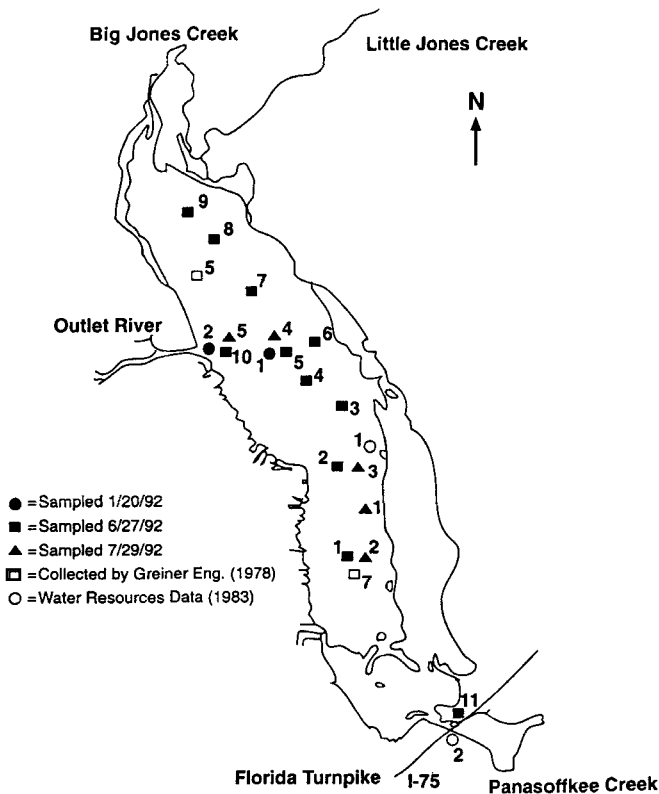 Big Jones Creek
Little Jones Creek
N
9
8
5
7
Outlet River
2
5
4
6
10
1
5
4
3
1
2
3
1
1
2
7
●=Sampled 1/20/92
■=Sampled 6/27/92
▲=Sampled 7/29/92
□=Collected by Greiner Eng. (1978)
○=Water Resources Data (1983)
11
2
Florida Turnpike
I-75
Panasoffkee Creek